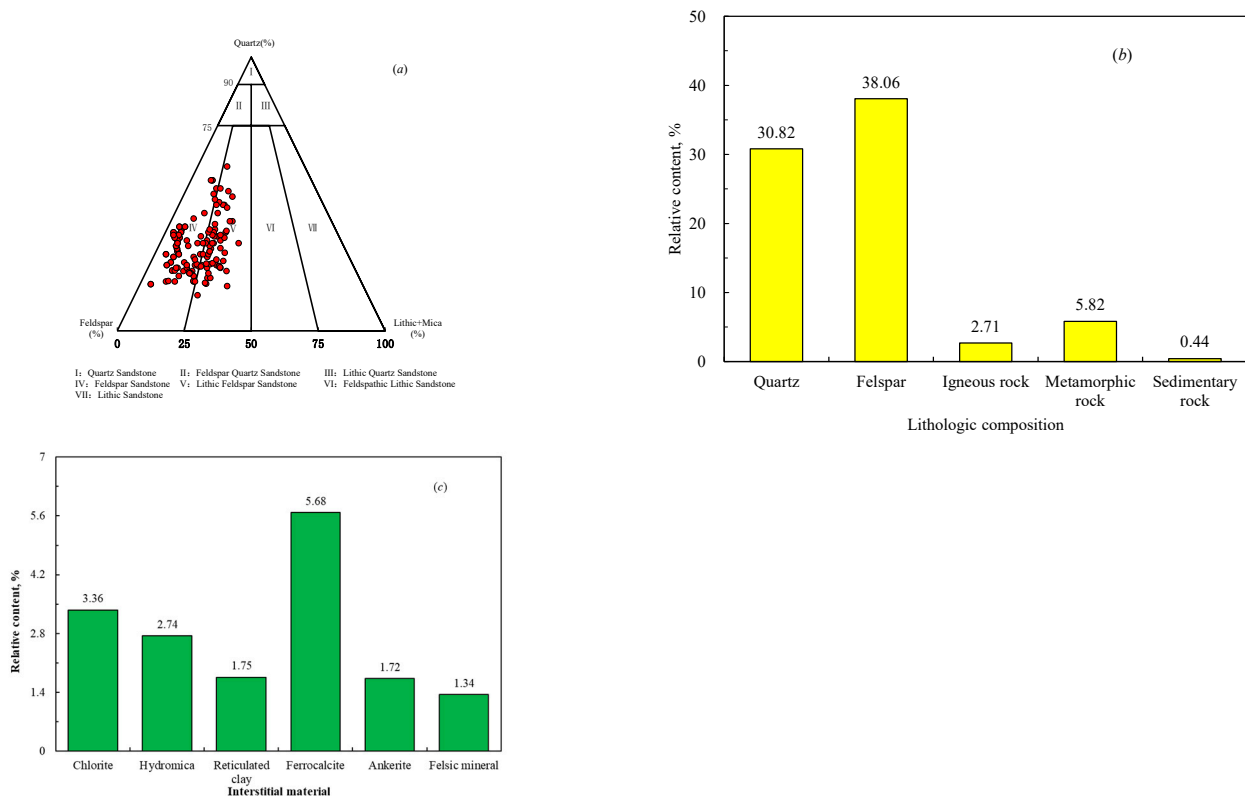 Quartz(%)
(a)
I
90
II
III
75
IV
V
VI
VII
Feldspar
(%)
Lithic+Mica
(%)
0 25 50 75 100
I： Quartz Sandstone II： Feldspar Quartz Sandstone III： Lithic Quartz Sandstone
IV： Feldspar Sandstone V： Lithic Feldspar Sandstone VI： Feldspathic Lithic Sandstone
VII： Lithic Sandstone
(b)
Relative content, %
50
40
30
20
10
0
30.82
38.06
2.71
5.82
0.44
Quartz Felspar Igneous rock Metamorphic Sedimentary
rock rock
Lithologic composition
(c)
Relative content, %
7
5.6
4.2
2.8
1.4
0
3.36
2.74
1.75
5.68
1.72
1.34
Chlorite Hydromica Reticulated Ferrocalcite Ankerite Felsic mineral
clay
Interstitial material